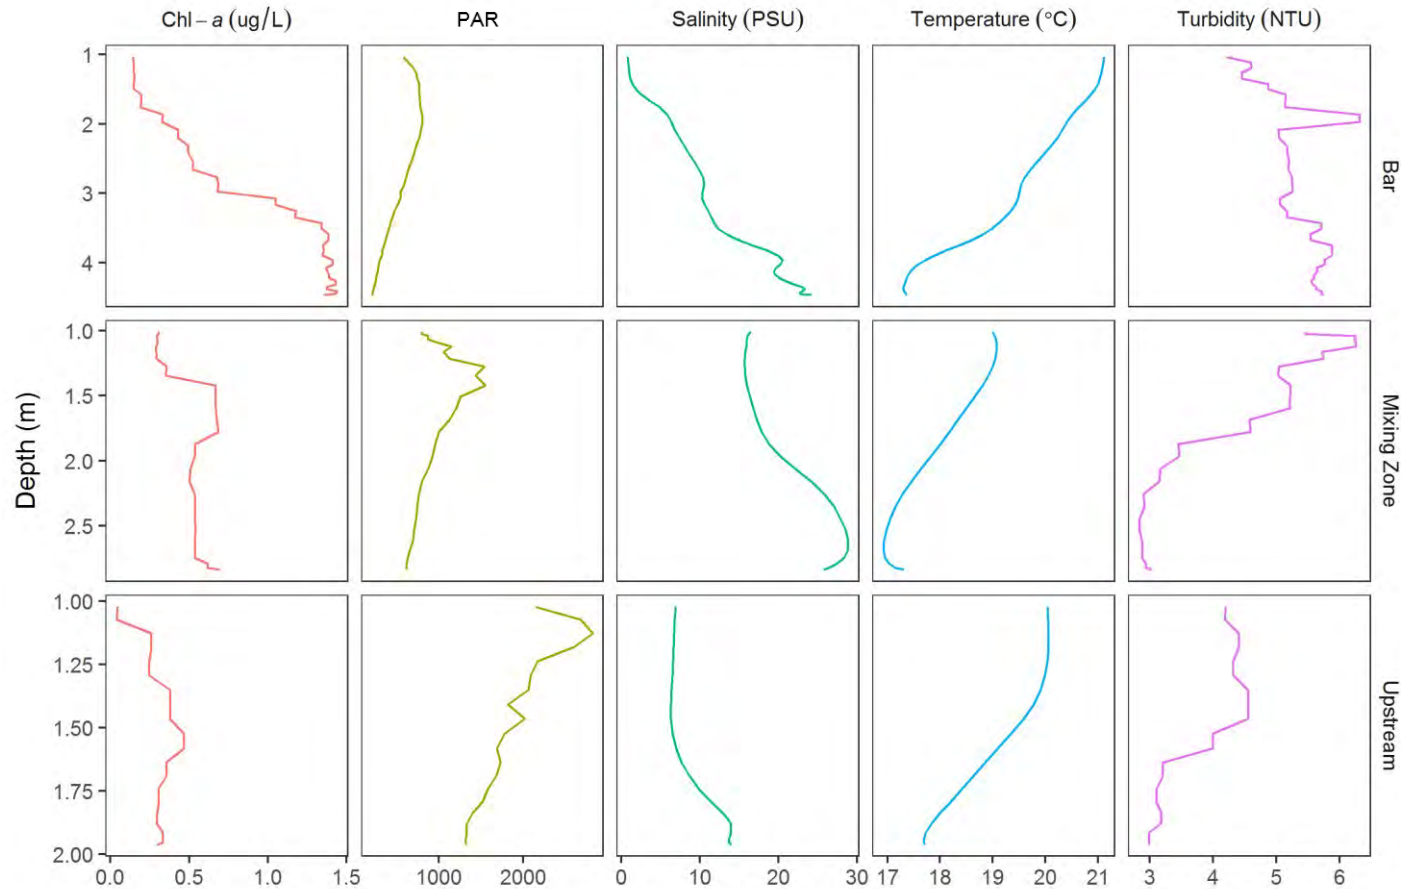 Chl – a (ug/L) PAR Salinity (PSU) Temperature (°C) Turbidity (NTU)
1
2
3
4
Bar
Depth (m)
1.0
1.5
2.0
2.5
Mixing Zone
1.00
1.25
1.50
1.75
2.00
Upstream
0.0 0.5 1.0 1.5 1000 2000 0 10 20 30 17 18 19 20 21 3 4 5 6